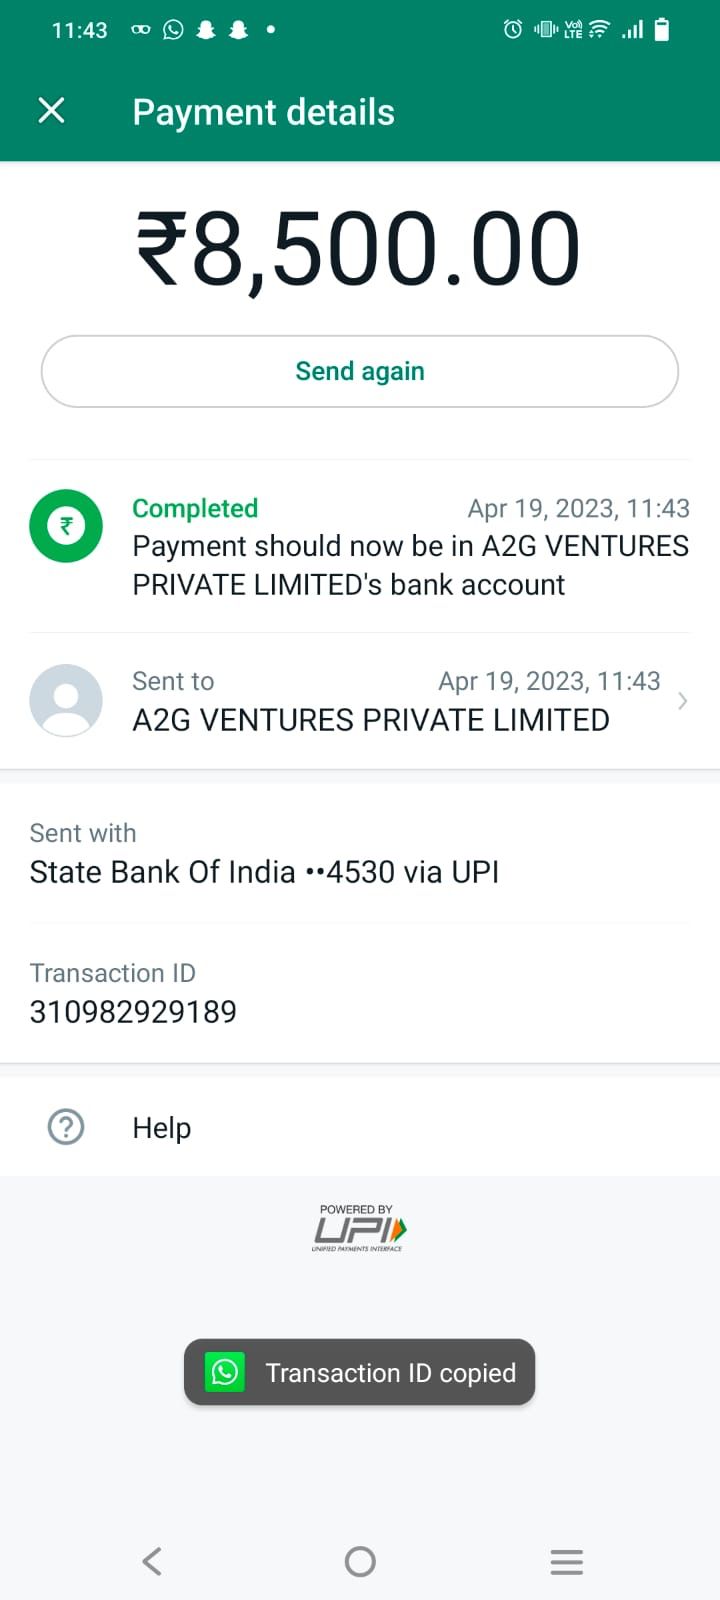 11:43
VoD LTE
Payment details
₹8,500.00
Send again
Completed Apr 19, 2023, 11:43
Payment should now be in A2G VENTURES
PRIVATE LIMITED's bank account
Sent to Apr 19, 2023, 11:43
A2G VENTURES PRIVATE LIMITED
Sent with
State Bank Of India ••4530 via UPI
Transaction ID
310982929189
Help
POWERED BY
UPI
UNIFIED PAYMENTS INTERFACE
Transaction ID copied